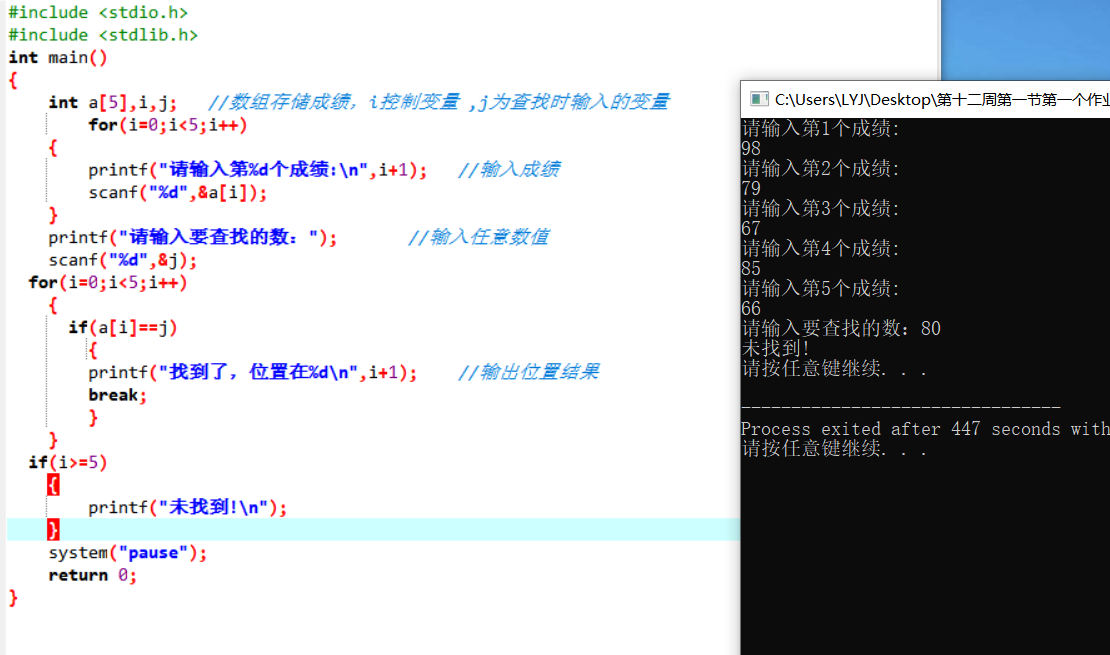 #include <stdio.h>
#include <stdlib.h>
int main()
{
int a[5],i,j; //数组存储成绩，i控制变量 ,j为查找时输入的变量
for(i=0;i<5;i++)
{
printf("请输入第%d个成绩:\n",i+1); //输入成绩
scanf("%d",&a[i]);
}
printf("请输入要查找的数："); //输入任意数值
scanf("%d",&j);
for(i=0;i<5;i++)
{
if(a[i]==j)
{
printf("找到了，位置在%d\n",i+1); //输出位置结果
break;
}
}
if(i>=5)
{
printf("未找到!\n");
}
system("pause");
return 0;
}
C:\Users\LYJ\Desktop\第十二周第一节第一个作业
请输入第1个成绩:
98
请输入第2个成绩:
79
请输入第3个成绩:
67
请输入第4个成绩:
85
请输入第5个成绩:
66
请输入要查找的数：80
未找到!
请按任意键继续. . .
--------------------------------
Process exited after 447 seconds with
请按任意键继续. . .